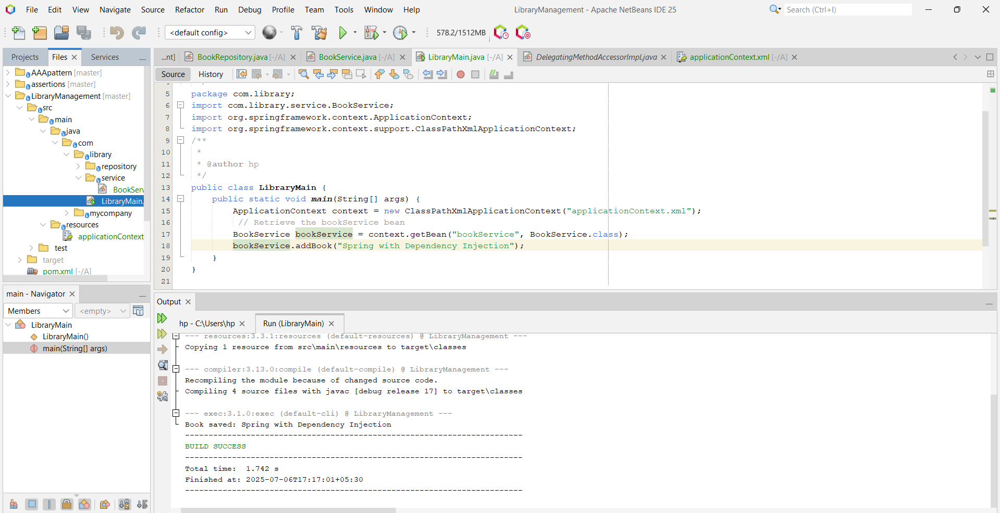 File Edit View Navigate Source Refactor Run Debug Profile Team Tools Window Help
LibraryManagement - Apache NetBeans IDE 25
Search (Ctrl+I)
<default config>
578.2/1512MB
Projects Files Services
AAApattern [master]
assertions [master]
LibraryManagement [master]
src
main
java
com
library
repository
service
BookServ
LibraryMain.
mycompany
resources
applicationContext
test
target
pom.xml [-/A]
main - Navigator
Members <empty>
LibraryMain
LibraryMain()
main(String[] args)
...nt] BookRepository.java [-/A] BookService.java [-/A] LibraryMain.java [-/A] DelegatingMethodAccessorImpl.java applicationContext.xml [-/A]
Source History
5 package com.library;
6 import com.library.service.BookService;
7 import org.springframework.context.ApplicationContext;
8 import org.springframework.context.support.ClassPathXmlApplicationContext;
9 /**
10 *
11 * @author hp
12 */
13 public class LibraryMain {
14 public static void main(String[] args) {
15 ApplicationContext context = new ClassPathXmlApplicationContext("applicationContext.xml");
16 // Retrieve the bookService bean
17 BookService bookService = context.getBean("bookService", BookService.class);
18 bookService.addBook("Spring with Dependency Injection");
19 }
20 }
21
Output
hp - C:\Users\hp Run (LibraryMain)
--- resources:3.3.1:resources (default-resources) @ LibraryManagement ---
Copying 1 resource from src\main\resources to target\classes
--- compiler:3.13.0:compile (default-compile) @ LibraryManagement ---
Recompiling the module because of changed source code.
Compiling 4 source files with javac [debug release 17] to target\classes
--- exec:3.1.0:exec (default-cli) @ LibraryManagement ---
Book saved: Spring with Dependency Injection
------------------------------------------------------------------------
BUILD SUCCESS
------------------------------------------------------------------------
Total time: 1.742 s
Finished at: 2025-07-06T17:17:01+05:30
------------------------------------------------------------------------